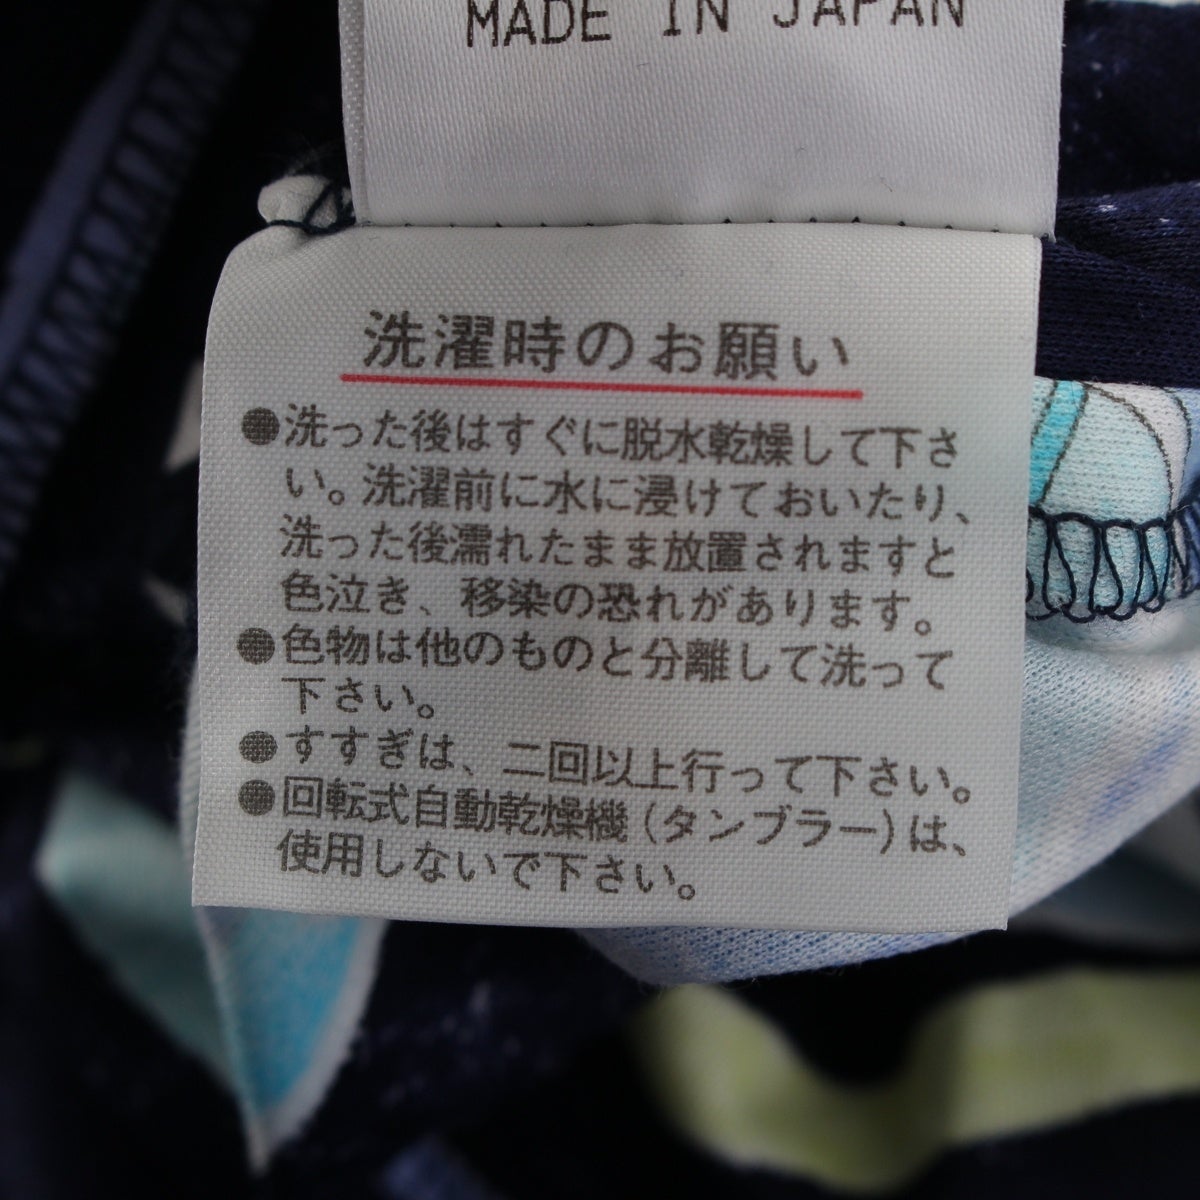 MADE IN JAPAN
洗濯時のお願い
●洗った後はすぐに脱水乾燥して下さ
い。洗濯前に水に浸けておいたり、
洗った後濡れたまま放置されますと
色泣き、移染の恐れがあります。
●色物は他のものと分離して洗って
下さい。
●すすぎは、二回以上行って下さい。
●回転式自動乾燥機(タンブラー)は、
使用しないで下さい。